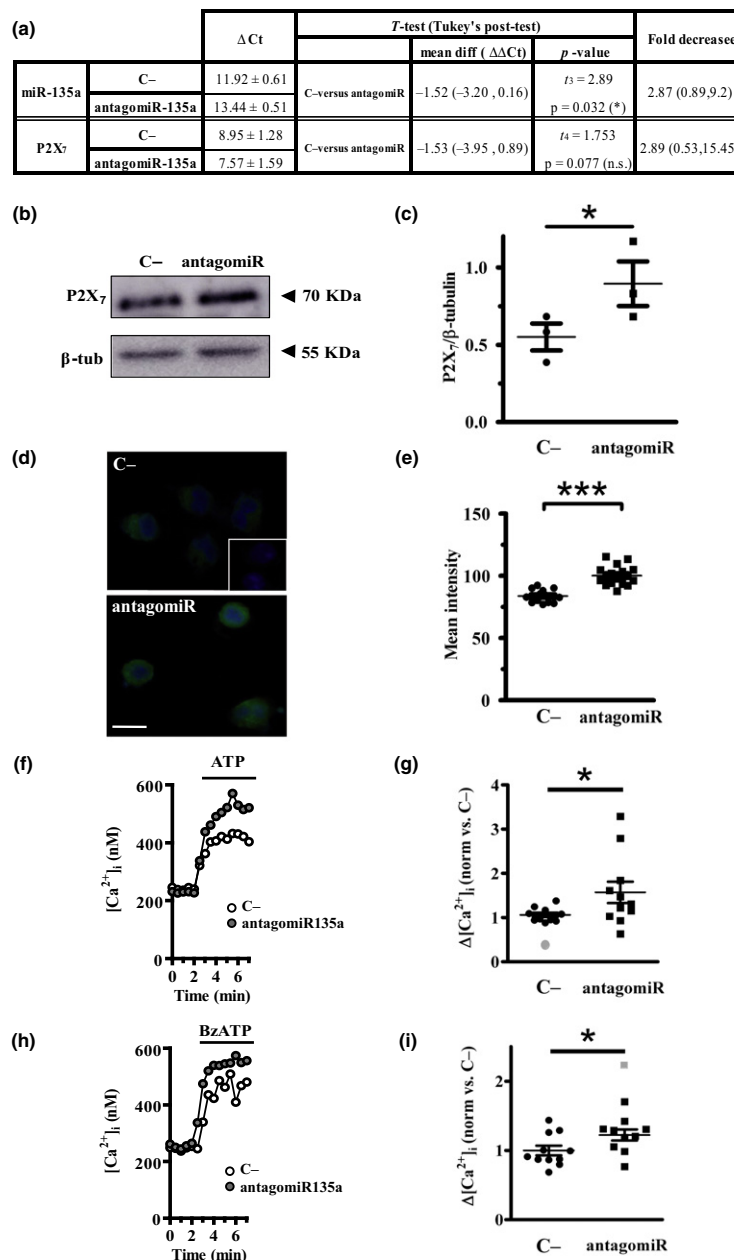 (a)
ΔCt
T-test (Tukey's post-test)
Fold decreasee
mean diff ( ΔΔCt)
p -value
miR-135a
C–
11.92 ± 0.61
C–versus antagomiR
–1.52 (–3.20 , 0.16)
t3 = 2.89
p = 0.032 (*)
2.87 (0.89,9.2)
antagomiR-135a
13.44 ± 0.51
P2X7
C–
8.95 ± 1.28
C–versus antagomiR
–1.53 (–3.95 , 0.89)
t4 = 1.753
p = 0.077 (n.s.)
2.89 (0.53,15.45
antagomiR-135a
7.57 ± 1.59
(b)
C– antagomiR
P2X7
70 KDa
β-tub
55 KDa
(c)
*
P2X7/β-tubulin
1.0
0.5
0.0
C– antagomiR
(d)
C–
antagomiR
(e)
***
Mean intensity
150
100
50
0
C– antagomiR
(f)
ATP
[Ca2+]i (nM)
600
400
200
0
C–
antagomiR135a
0 2 4 6
Time (min)
(g)
*
Δ[Ca2+]i (norm vs. C–)
4
3
2
1
0
C– antagomiR
(h)
BzATP
[Ca2+]i (nM)
600
400
200
0
C–
antagomiR135a
0 2 4 6
Time (min)
(i)
*
Δ[Ca2+]i (norm vs. C–)
2
1
0
C– antagomiR